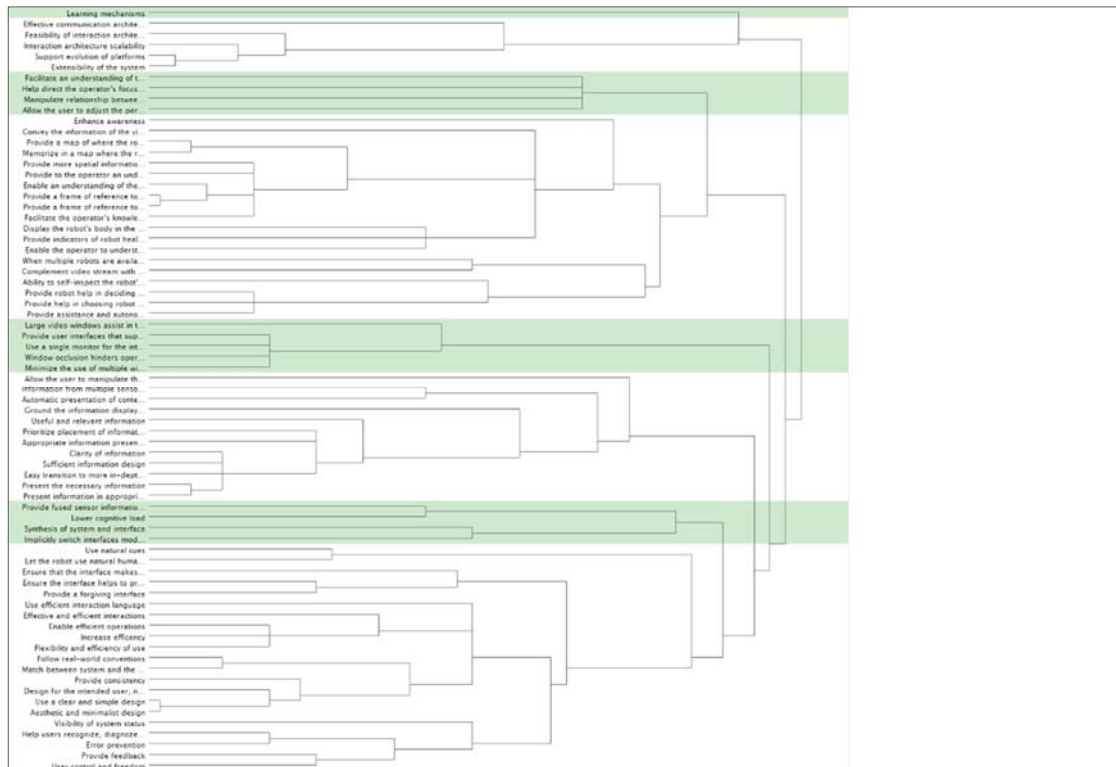 Learning mechanisms
Effective communication archite...
Feasibility of interaction archite...
Interaction architecture scalability
Support evolution of platforms
Extensibility of the system
Facilitate an understanding of t...
Help direct the operator's focus...
Manipulate relationship betwee...
Allow the user to adjust the per...
Enhance awareness
Convey the information of the vi...
Provide a map of where the ro...
Memorize in a map where the r...
Provide more spatial informatio...
Provide to the operator an und...
Enable an understanding of the...
Provide a frame of reference to...
Provide a frame of reference to...
Facilitate the operator's knowle...
Display the robot's body in the ...
Provide indicators of robot heal...
Enable the operator to underst...
When multiple robots are availa...
Complement video stream with ...
Ability to self-inspect the robot'...
Provide robot help in deciding ...
Provide help in choosing robot ...
Provide assistance and autono...
Large video windows assist in t...
Provide user interfaces that sup...
Use a single monitor for the int...
Window occlusion hinders oper...
Minimize the use of multiple wi...
Allow the user to manipulate th...
Information from multiple senso...
Automatic presentation of conte...
Ground the information display...
Useful and relevant information
Prioritize placement of informat...
Appropriate information presen...
Clarity of information
Sufficient information design
Easy transition to more in-dept...
Present the necessary information
Present information in appropri...
Provide fused sensor informatio...
Lower cognitive load
Synthesis of system and interface
Implicitly switch interfaces mod...
Use natural cues
Let the robot use natural huma...
Ensure that the interface makes...
Ensure the interface helps to pr...
Provide a forgiving interface
Use efficient interaction language
Effective and efficient interactions
Enable efficient operations
Increase efficency
Flexibility and efficiency of use
Follow real-world conventions
Match between system and the ...
Provide consistency
Design for the intended user, n...
Use a clear and simple design
Aesthetic and minimalist design
Visibility of system status
Help users recognize, diagnoze...
Error prevention
Provide feedback
User control and freedom